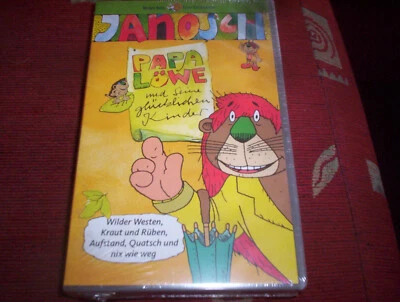 JANOSCH
PAPA
LÖWE
und seine
glücklichen
Kinder
Wilder Westen,
Kraut und Rüben,
Aufstand, Quatsch und
nix wie weg